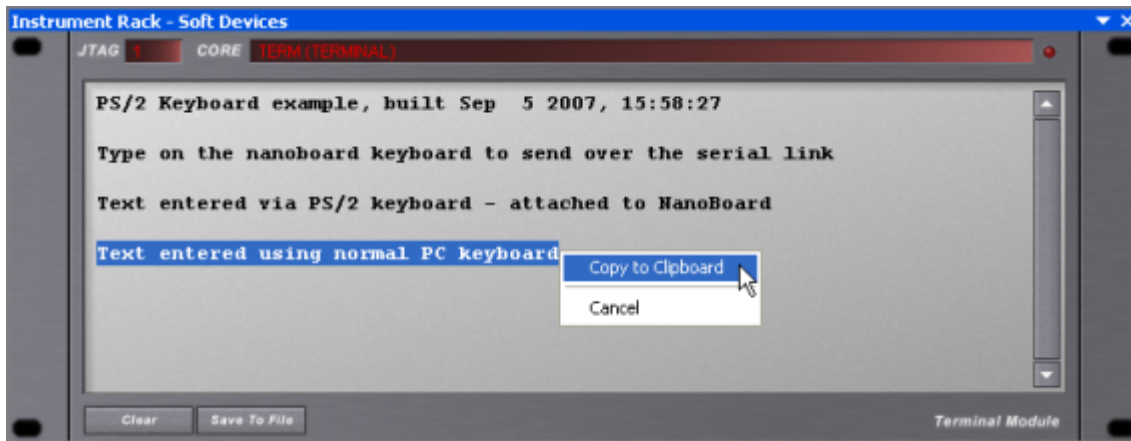 Instrument Rack - Soft Devices
JTAG 1 CORE TERM (TERMINAL)
PS/2 Keyboard example, built Sep  5 2007, 15:58:27
Type on the nanoboard keyboard to send over the serial link
Text entered via PS/2 keyboard - attached to NanoBoard
Text entered using normal PC keyboard
Copy to Clipboard
Cancel
Clear Save To File Terminal Module